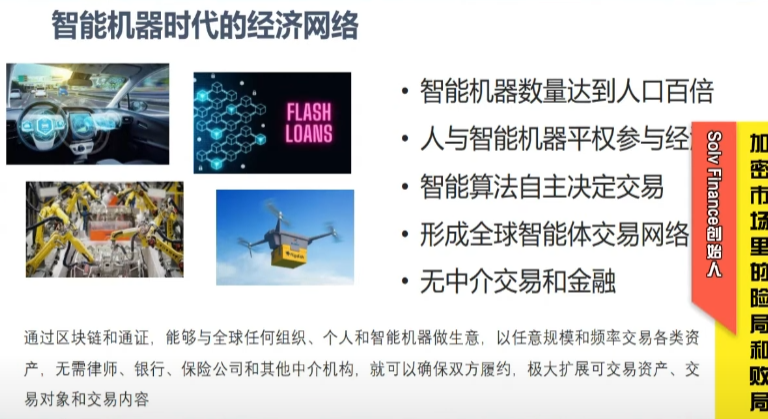 智能机器时代的经济网络
FLASH
LOANS
• 智能机器数量达到人口百倍
• 人与智能机器平权参与经
• 智能算法自主决定交易
• 形成全球智能体交易网络
• 无中介交易和金融
通过区块链和通证，能够与全球任何组织、个人和智能机器做生意，以任意规模和频率交易各类资
产，无需律师、银行、保险公司和其他中介机构，就可以确保双方履约，极大扩展可交易资产、交
易对象和交易内容
Solv Finance创始人
加密市场里的险局和败局